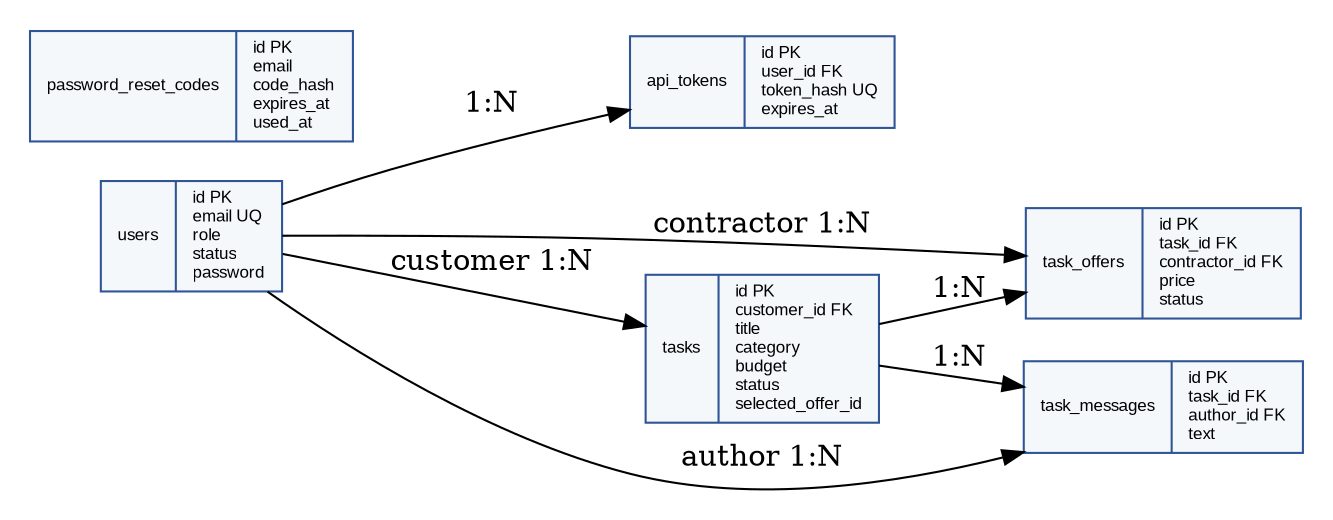 password_reset_codes
id PK
email
code_hash
expires_at
used_at
users
id PK
email UQ
role
status
password
1:N
api_tokens
id PK
user_id FK
token_hash UQ
expires_at
contractor 1:N
customer 1:N
tasks
id PK
customer_id FK
title
category
budget
status
selected_offer_id
1:N
1:N
author 1:N
task_offers
id PK
task_id FK
contractor_id FK
price
status
task_messages
id PK
task_id FK
author_id FK
text